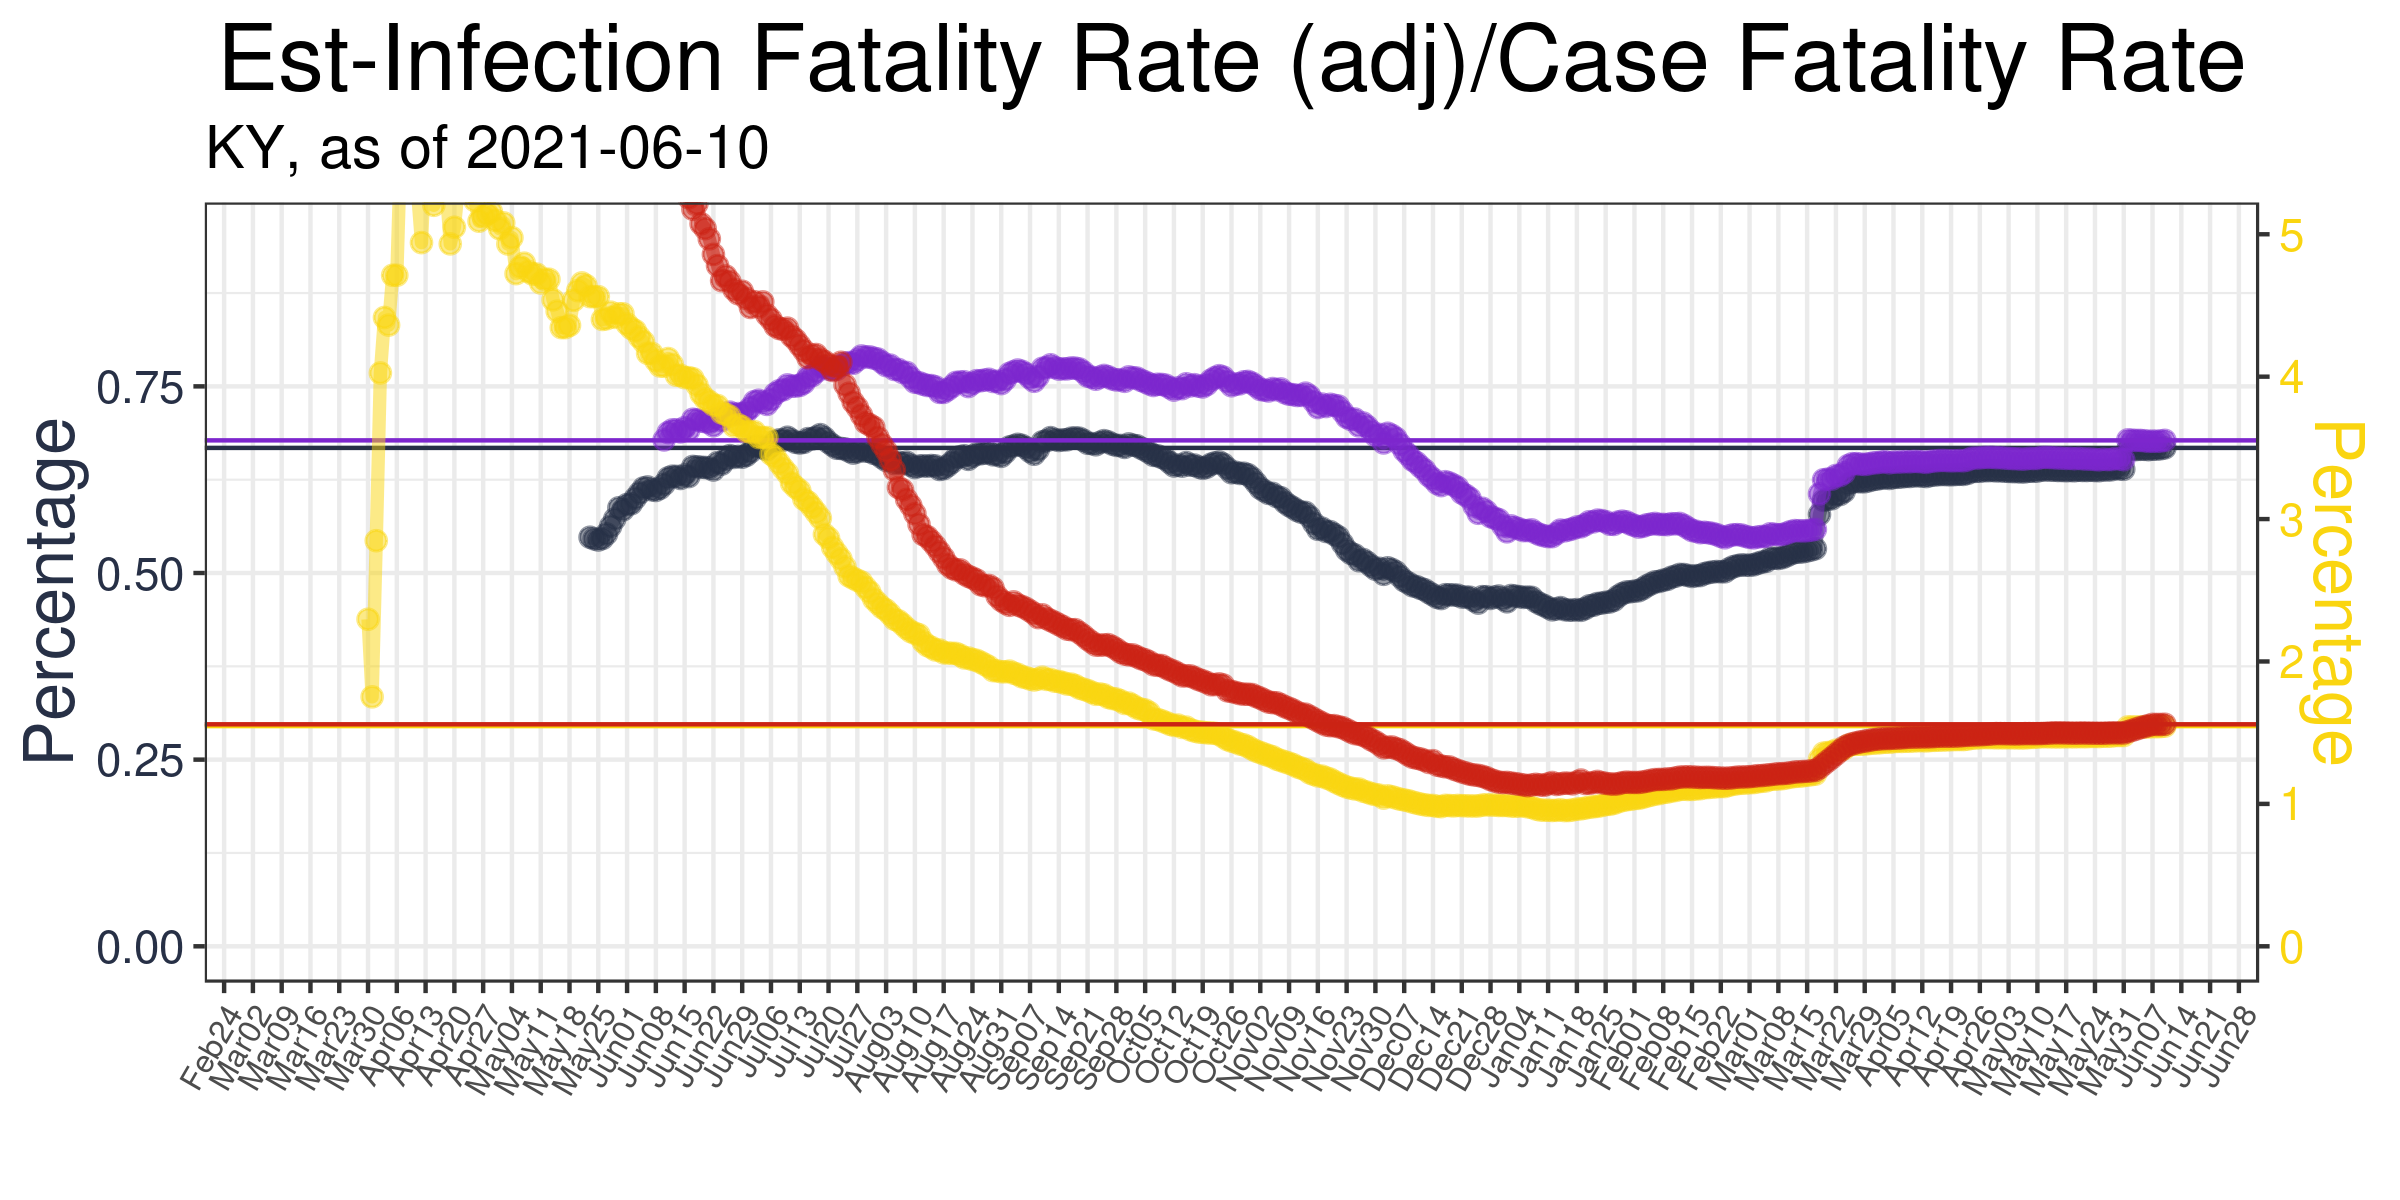 Est-Infection Fatality Rate (adj)/Case Fatality Rate
KY, as of 2021-06-10
Percentage
0.75
0.50
0.25
0.00
5
4
3
2
1
0
Percentage
Feb24
Mar02
Mar09
Mar16
Mar23
Mar30
Apr06
Apr13
Apr20
Apr27
May04
May11
May18
May25
Jun01
Jun08
Jun15
Jun22
Jun29
Jul06
Jul13
Jul20
Jul27
Aug03
Aug10
Aug17
Aug24
Aug31
Sep07
Sep14
Sep21
Sep28
Oct05
Oct12
Oct19
Oct26
Nov02
Nov09
Nov16
Nov23
Nov30
Dec07
Dec14
Dec21
Dec28
Jan04
Jan11
Jan18
Jan25
Feb01
Feb08
Feb15
Feb22
Mar01
Mar08
Mar15
Mar22
Mar29
Apr05
Apr12
Apr19
Apr26
May03
May10
May17
May24
May31
Jun07
Jun14
Jun21
Jun28